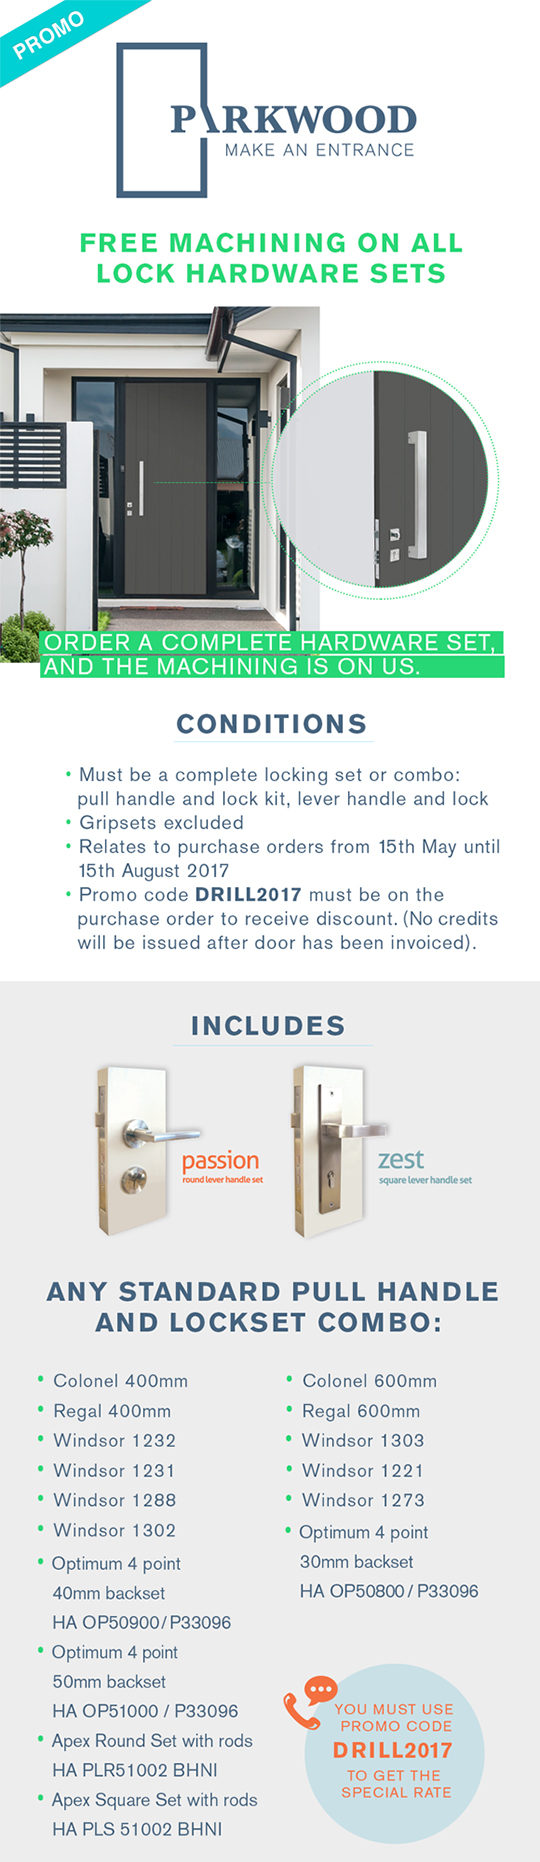 PROMO
PARKWOOD
MAKE AN ENTRANCE
FREE MACHINING ON ALL
LOCK HARDWARE SETS
ORDER A COMPLETE HARDWARE SET,
AND THE MACHINING IS ON US.
CONDITIONS
• Must be a complete locking set or combo:
pull handle and lock kit, lever handle and lock
• Gripsets excluded
• Relates to purchase orders from 15th May until
15th August 2017
• Promo code DRILL2017 must be on the
purchase order to receive discount. (No credits
will be issued after door has been invoiced).
INCLUDES
passion
round lever handle set
zest
square lever handle set
ANY STANDARD PULL HANDLE
AND LOCKSET COMBO:
• Colonel 400mm
• Regal 400mm
• Windsor 1232
• Windsor 1231
• Windsor 1288
• Windsor 1302
• Optimum 4 point
40mm backset
HA OP50900 / P33096
• Optimum 4 point
50mm backset
HA OP51000 / P33096
• Apex Round Set with rods
HA PLR51002 BHNI
• Apex Square Set with rods
HA PLS 51002 BHNI
• Colonel 600mm
• Regal 600mm
• Windsor 1303
• Windsor 1221
• Windsor 1273
• Optimum 4 point
30mm backset
HA OP50800 / P33096
YOU MUST USE
PROMO CODE
DRILL2017
TO GET THE
SPECIAL RATE